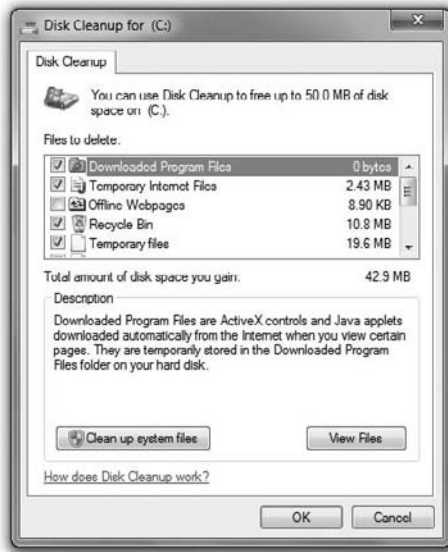 Disk Cleanup for (C:)
Disk Cleanup
You can use Disk Cleanup to free up to 50.0 MB of disk
space on (C:).
Files to delete:
Downloaded Program Files 0 bytes
Temporary Internet Files 2.43 MB
Offline Webpages 8.90 KB
Recycle Bin 10.8 MB
Temporary files 19.6 MB
Total amount of disk space you gain: 42.9 MB
Description
Downloaded Program Files are ActiveX controls and Java applets
downloaded automatically from the Internet when you view certain
pages. They are temporarily stored in the Downloaded Program
Files folder on your hard disk.
Clean up system files View Files
How does Disk Cleanup work?
OK Cancel